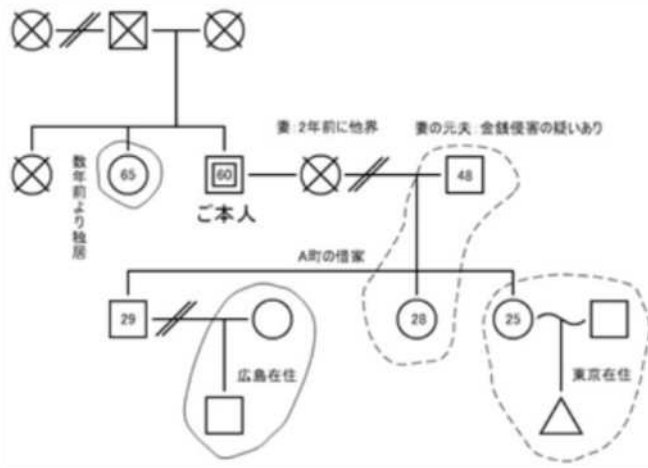 妻:2年前に他界
妻の元夫:金銭侵害の疑いあり
65
60
48
ご本人
数年前より独居
A町の借家
29
28
25
広島在住
東京在住